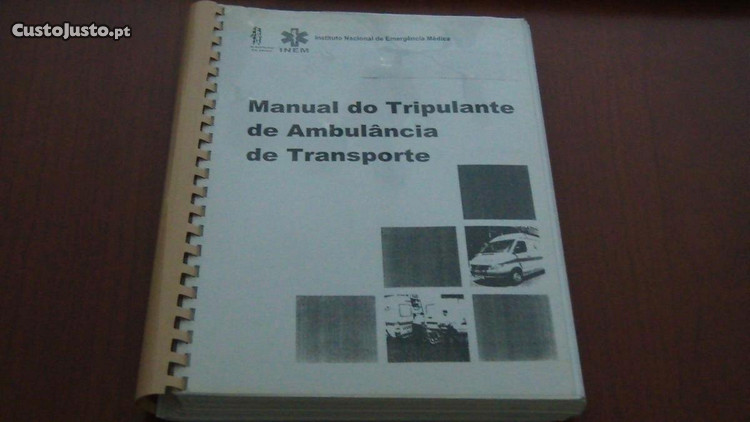 CustoJusto.pt
INEM
Instituto Nacional de Emergência Médica
Manual do Tripulante
de Ambulância
de Transporte